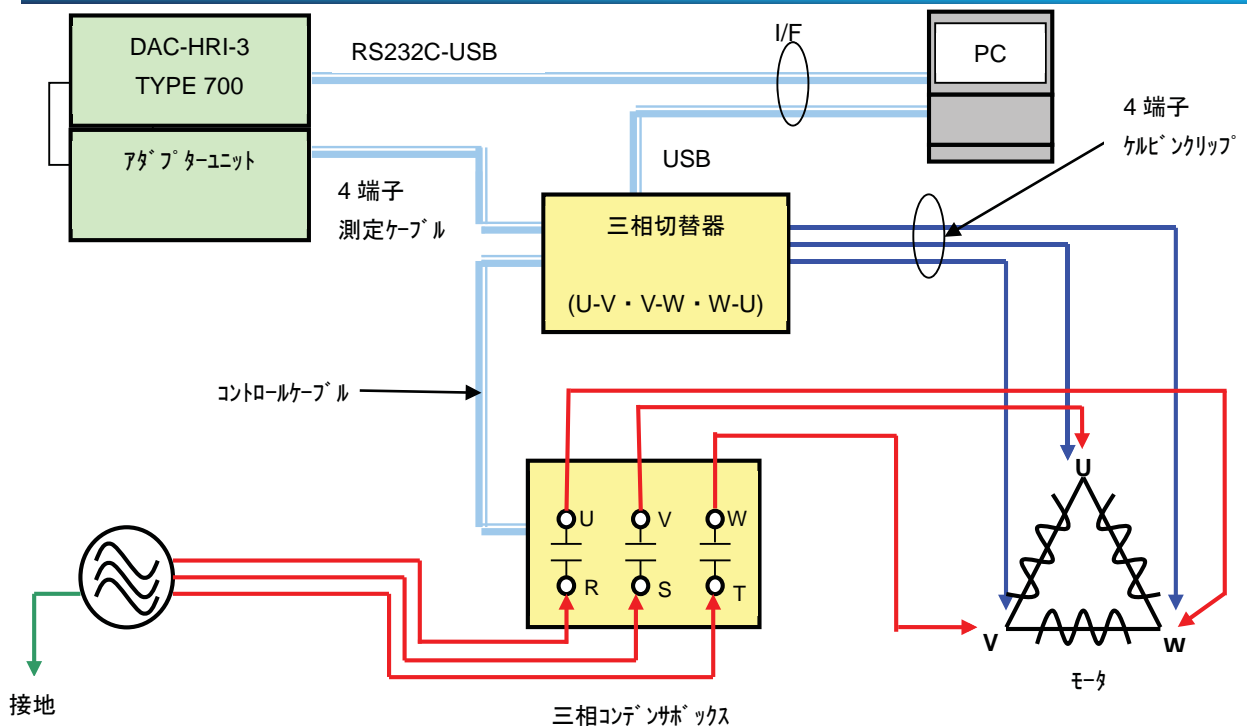 DAC-HRI-3
TYPE 700
ｱﾀﾞﾌﾟﾀｰﾕﾆｯﾄ
RS232C-USB
I/F
PC
4 端子
ｹﾙﾋﾞﾝｸﾘｯﾌﾟ
USB
4 端子
測定ｹｰﾌﾞﾙ
三相切替器
(U-V・V-W・W-U)
ｺﾝﾄﾛｰﾙｹｰﾌﾞﾙ
U
V
W
R
S
T
U
V
W
ﾓｰﾀ
接地
三相ｺﾝﾃﾞﾝｻﾎﾞｯｸｽ